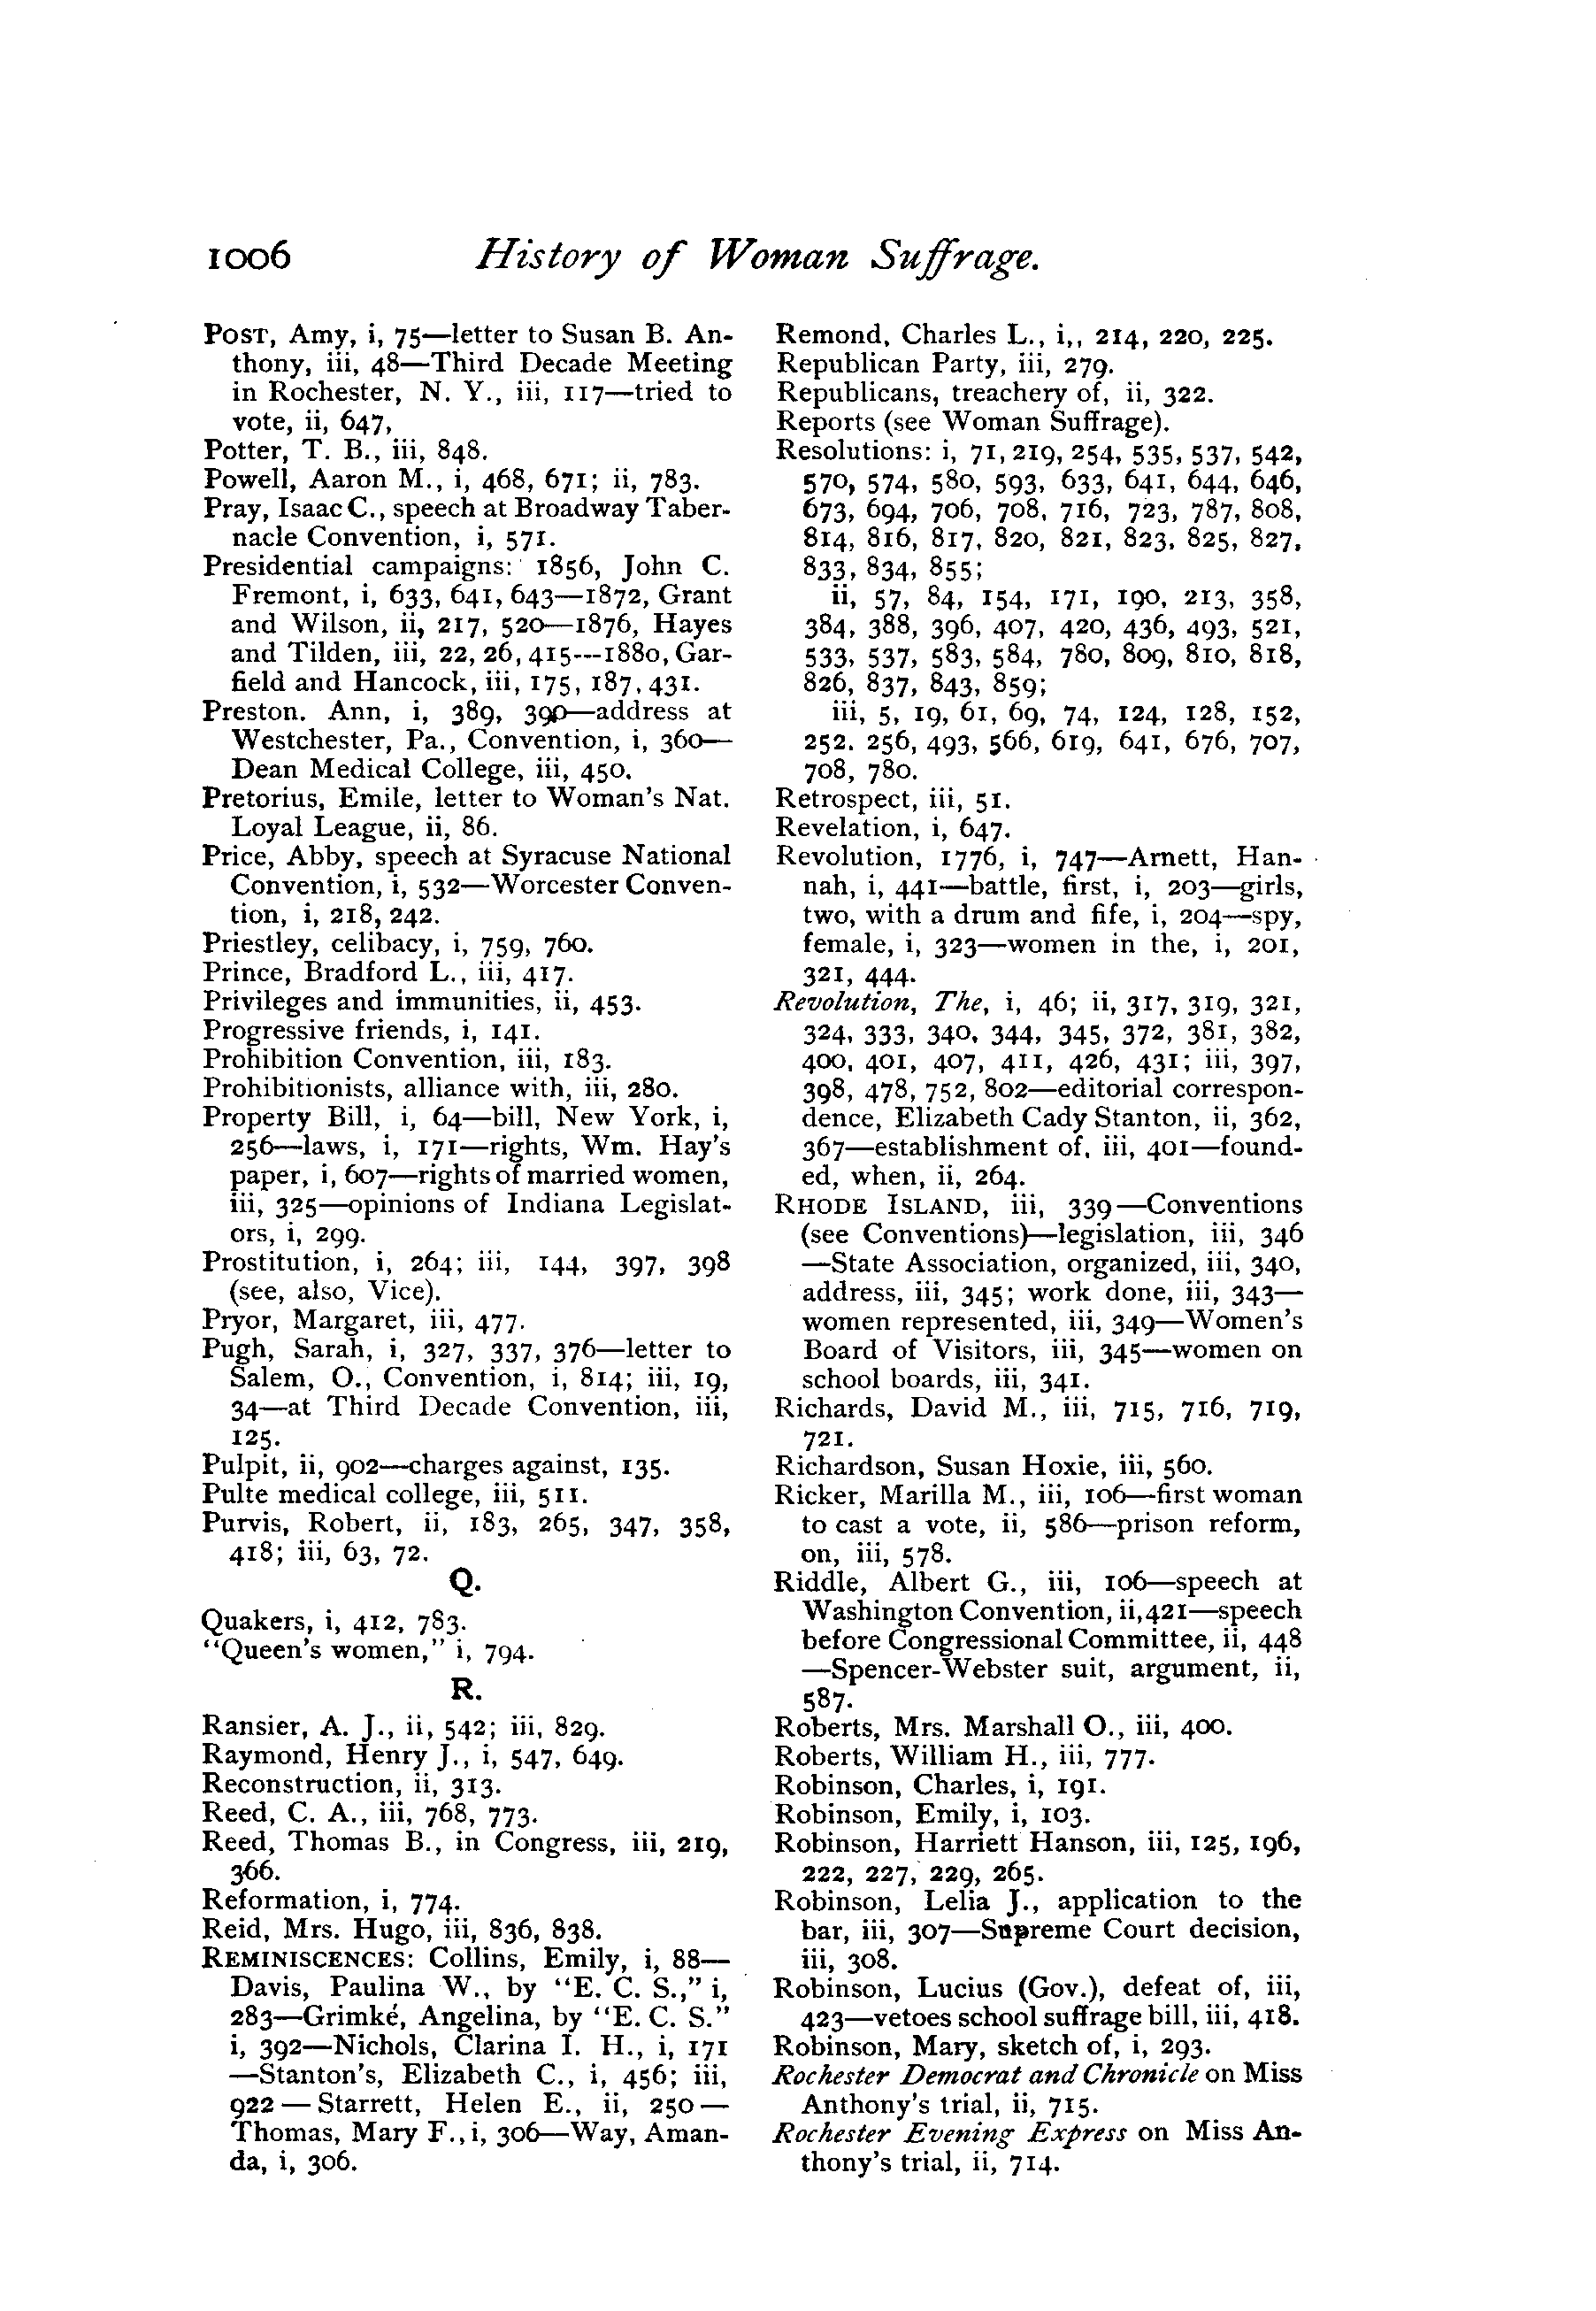 1006 History of Woman Suffrage.
POST, Amy, i, 75—letter to Susan B. An-
thony, iii, 48—Third Decade Meeting
in Rochester, N. Y., iii, 117—tried to
vote, ii, 647,
Potter, T. B., iii, 848.
Powell, Aaron M., i, 468, 671; ii, 783.
Pray, Isaac C., speech at Broadway Taber-
nacle Convention, i, 571.
Presidential campaigns: 1856, John C.
Fremont, i, 633, 641, 643—1872, Grant
and Wilson, ii, 217, 520—1876, Hayes
and Tilden, iii, 22, 26, 415—1880, Gar-
field and Hancock, iii, 175, 187, 431.
Preston. Ann, i, 389, 390—address at
Westchester, Pa., Convention, i, 360—
Dean Medical College, iii, 450.
Pretorius, Emile, letter to Woman's Nat.
Loyal League, ii, 86.
Price, Abby, speech at Syracuse National
Convention, i, 532—Worcester Conven-
tion, i, 218, 242.
Priestley, celibacy, i, 759, 760.
Prince, Bradford L., iii, 417.
Privileges and immunities, ii, 453.
Progressive friends, i, 141.
Prohibition Convention, iii, 183.
Prohibitionists, alliance with, iii, 280.
Property Bill, i, 64—bill, New York, i,
256—laws, i, 171—rights, Wm. Hay's
paper, i, 607—rights of married women,
iii, 325—opinions of Indiana Legislat-
ors, i, 299.
Prostitution, i, 264; iii, 144, 397, 398
(see, also, Vice).
Pryor, Margaret, iii, 477.
Pugh, Sarah, i, 327, 337, 376—letter to
Salem, O., Convention, i, 814; iii, 19,
34—at Third Decade Convention, iii,
125.
Pulpit, ii, 902—charges against, 135.
Pulte medical college, iii, 511.
Purvis, Robert, ii, 183, 265, 347, 358,
418; iii, 63, 72.
Q.
Quakers, i, 412, 783.
"Queen's women," i, 794.
R.
Ransier, A. J., ii, 542; iii, 829.
Raymond, Henry J., i, 547, 649.
Reconstruction, ii, 313.
Reed, C. A., iii, 768, 773.
Reed, Thomas B., in Congress, iii, 219,
366.
Reformation, i, 774.
Reid, Mrs. Hugo, iii, 836, 838.
REMINISCENCES: Collins, Emily, i, 88—
Davis, Paulina W., by "E. C. S.," i,
283—Grimké, Angelina, by "E. C. S."
i, 392—Nichols, Clarina I. H., i, 171
—Stanton's, Elizabeth C., i, 456; iii,
922—Starrett, Helen E., ii, 250—
Thomas, Mary F., i, 306—Way, Aman-
da, i, 306.
Remond, Charles L., i,, 214, 220, 225.
Republican Party, iii, 279.
Republicans, treachery of, ii, 322.
Reports (see Woman Suffrage).
Resolutions: i, 71, 219, 254, 535, 537, 542,
570, 574, 580, 593, 633, 641, 644, 646,
673, 694, 706, 708, 716, 723, 787, 808,
814, 816, 817, 820, 821, 823, 825, 827,
833, 834, 855;
ii, 57, 84, 154, 171, 190, 213, 358,
384, 388, 396, 407, 420, 436, 493, 521,
533, 537, 583, 584, 780, 809, 810, 818,
826, 837, 843, 859;
iii, 5, 19, 61, 69, 74, 124, 128, 152,
252. 256, 493, 566, 619, 641, 676, 707,
708, 780.
Retrospect, iii, 51.
Revelation, i, 647.
Revolution, 1776, i, 747—Arnett, Han-
nah, i, 441—battle, first, i, 203—girls,
two, with a drum and fife, i, 204—spy,
female, i, 323—women in the, i, 201,
321, 444.
Revolution, The, i, 46; ii, 317, 319, 321,
324, 333, 340, 344, 345, 372, 381, 382,
400, 401, 407, 411, 426, 431; iii, 397,
398, 478, 752, 802—editorial correspon-
dence, Elizabeth Cady Stanton, ii, 362,
367—establishment of, iii, 401—found-
ed, when, ii, 264.
RHODE ISLAND, iii, 339—Conventions
(see Conventions)—legislation, iii, 346
—State Association, organized, iii, 340,
address, iii, 345; work done, iii, 343—
women represented, iii, 349—Women's
Board of Visitors, iii, 345—women on
school boards, iii, 341.
Richards, David M., iii, 715, 716, 719,
721.
Richardson, Susan Hoxie, iii, 560.
Ricker, Marilla M., iii, 106—first woman
to cast a vote, ii, 586—prison reform,
on, iii, 578.
Riddle, Albert G., iii, 106—speech at
Washington Convention, ii, 421—speech
before Congressional Committee, ii, 448
—Spencer-Webster suit, argument, ii,
587.
Roberts, Mrs. Marshall O., iii, 400.
Roberts, William H., iii, 777.
Robinson, Charles, i, 191.
Robinson, Emily, i, 103.
Robinson, Harriett Hanson, iii, 125, 196,
222, 227, 229, 265.
Robinson, Lelia J., application to the
bar, iii, 307—Supreme Court decision,
iii, 308.
Robinson, Lucius (Gov.), defeat of, iii,
423—vetoes school suffrage bill, iii, 418.
Robinson, Mary, sketch of, i, 293.
Rochester Democrat and Chronicle on Miss
Anthony's trial, ii, 715.
Rochester Evening Express on Miss An-
thony's trial, ii, 714.